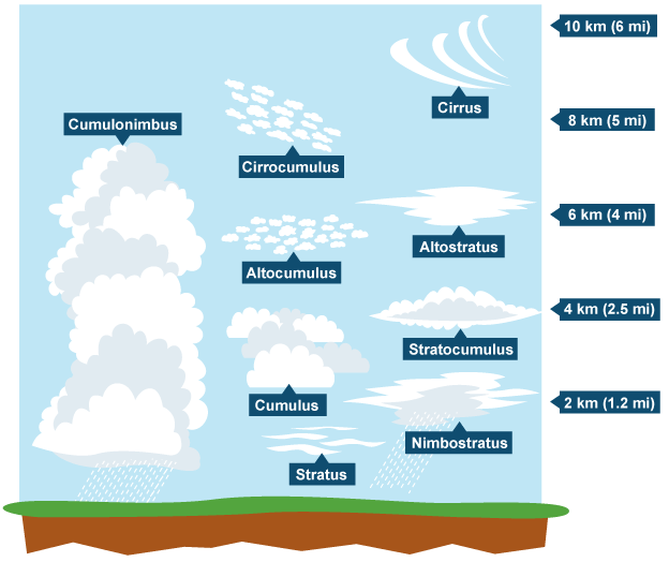 10 km (6 mi)
Cirrus
8 km (5 mi)
Cumulonimbus
Cirrocumulus
6 km (4 mi)
Altostratus
Altocumulus
4 km (2.5 mi)
Stratocumulus
2 km (1.2 mi)
Cumulus
Nimbostratus
Stratus